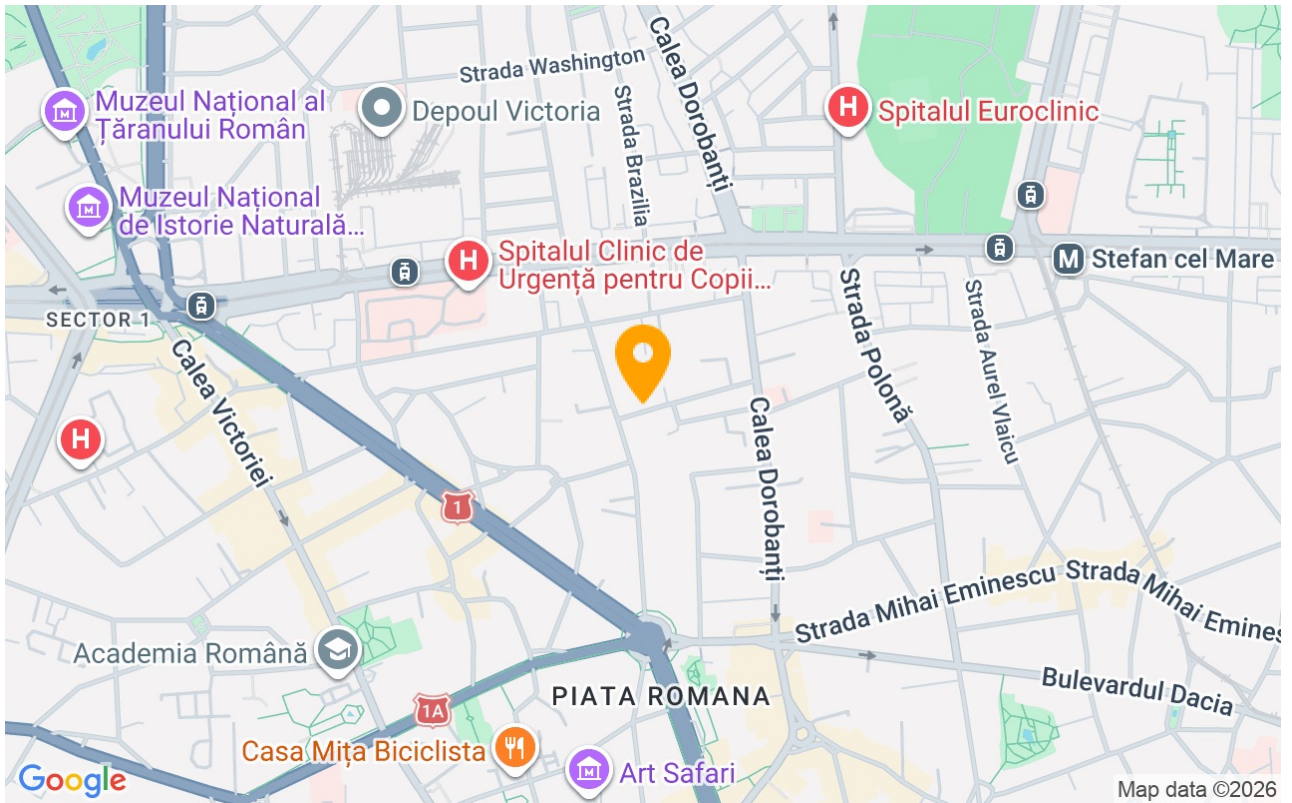 Strada Washington
Calea Dorobanți
Muzeul Național al
Țăranului Român
Depoul Victoria
H
Spitalul Euroclinic
Strada Brazilia
Muzeul Național
de Istorie Naturală...
H
Spitalul Clinic de
Urgență pentru Copii...
M
Stefan cel Mare
SECTOR 1
Strada Polonă
Strada Aurel Vlaicu
Calea Victoriei
H
Calea Dorobanți
1
Strada Mihai Eminescu
Strada Mihai Emines
Academia Română
PIATA ROMANA
Bulevardul Dacia
1A
Casa Mița Biciclista
Art Safari
Google
Map data ©2026